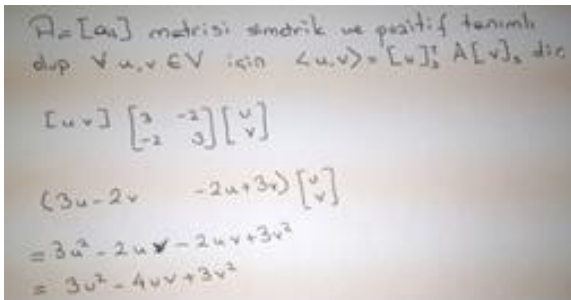 A=[aij] matrisi simetrik ve pozitif tanımlı
olup ∀ u,v ∈V için <u,v>= [u]ᵀₛ A[v]ₛ dir
[u v] [3 -2; -2 3] [u; v]
(3u-2v -2u+3v) [u; v]
= 3u² - 2uv - 2uv + 3v²
= 3u² - 4uv + 3v²